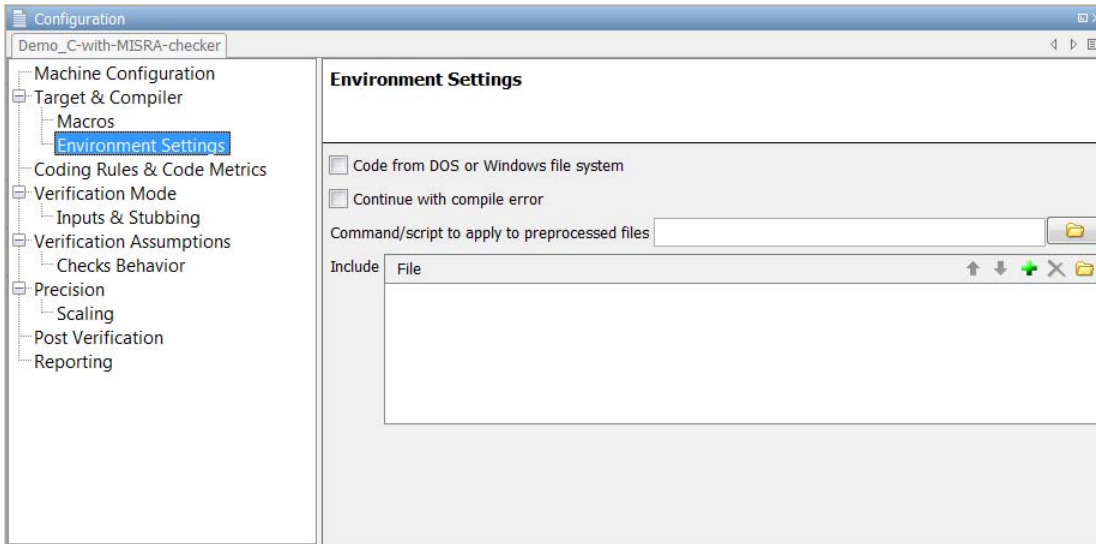 Configuration
Demo_C-with-MISRA-checker
Machine Configuration
Target & Compiler
Macros
Environment Settings
Coding Rules & Code Metrics
Verification Mode
Inputs & Stubbing
Verification Assumptions
Checks Behavior
Precision
Scaling
Post Verification
Reporting
Environment Settings
Code from DOS or Windows file system
Continue with compile error
Command/script to apply to preprocessed files
Include
File